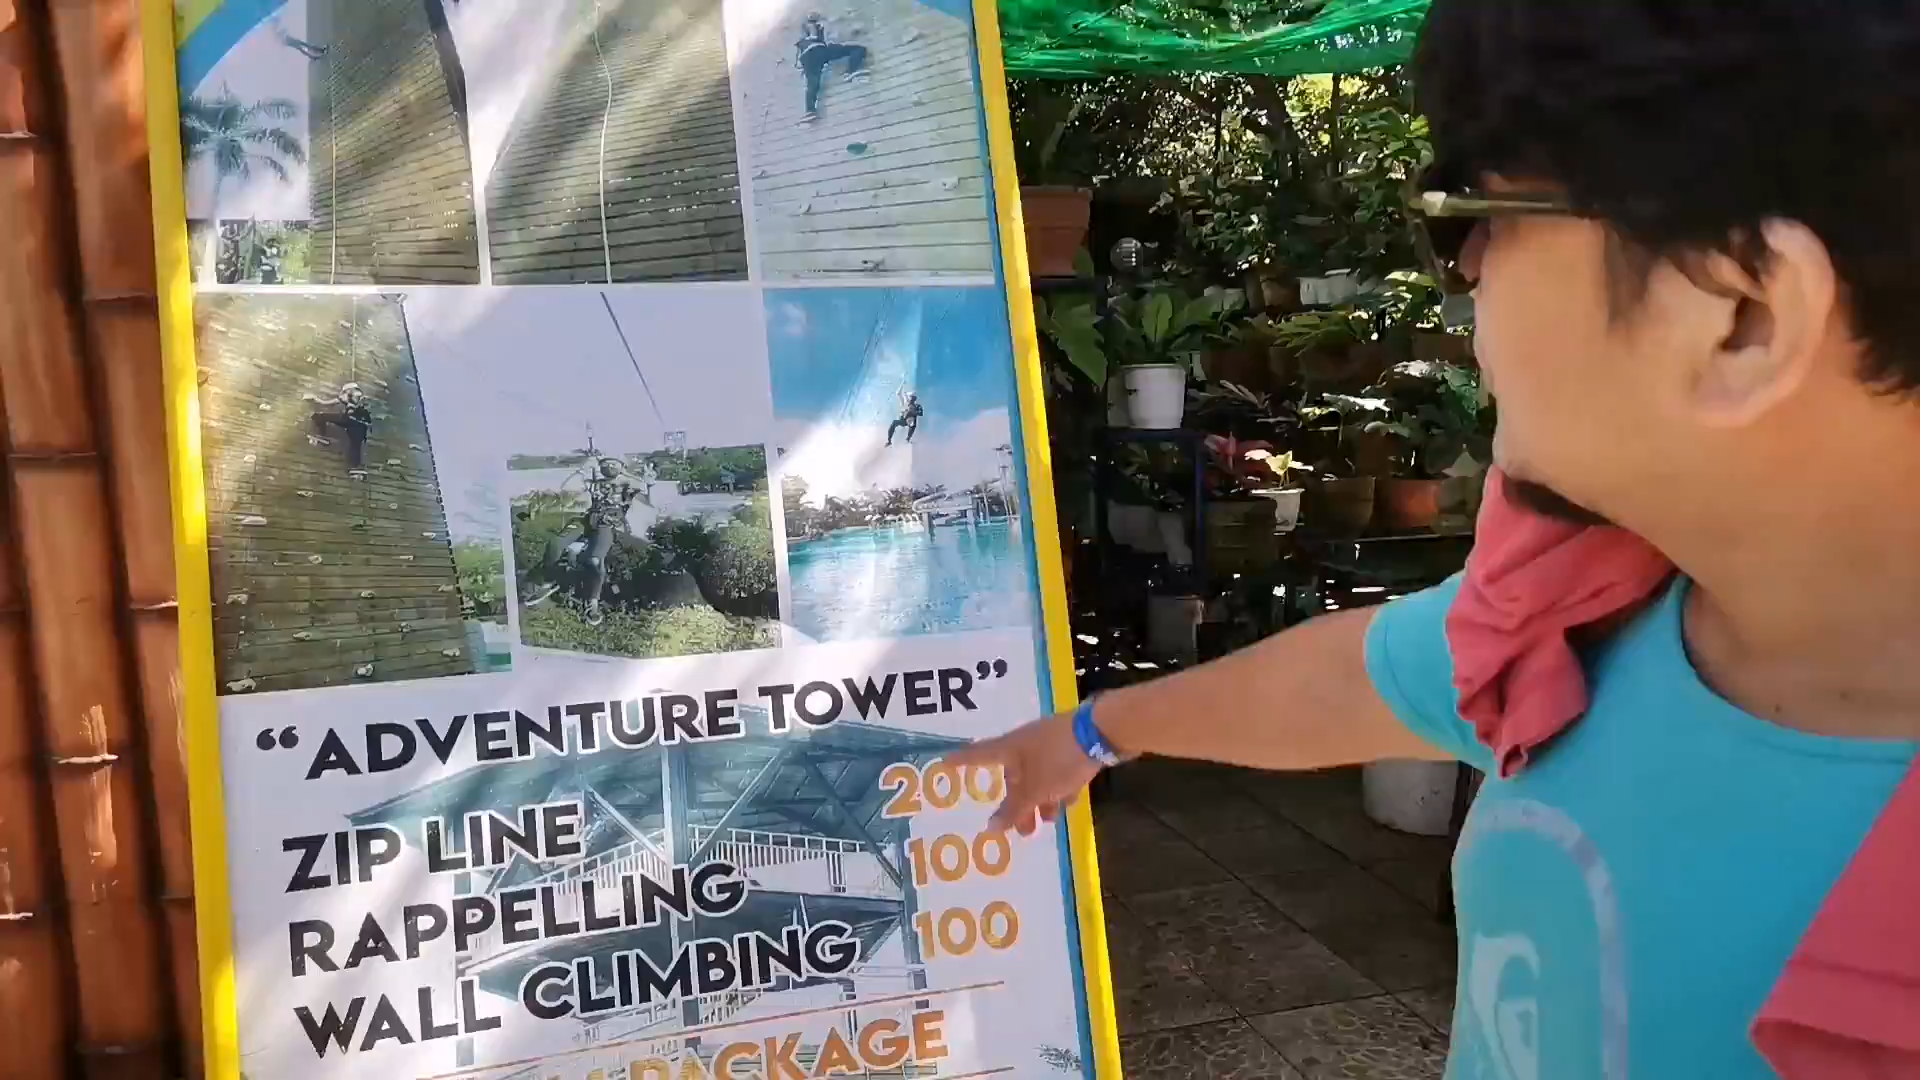 “ADVENTURE TOWER”
ZIP LINE 200
RAPPELLING 100
WALL CLIMBING 100
PACKAGE